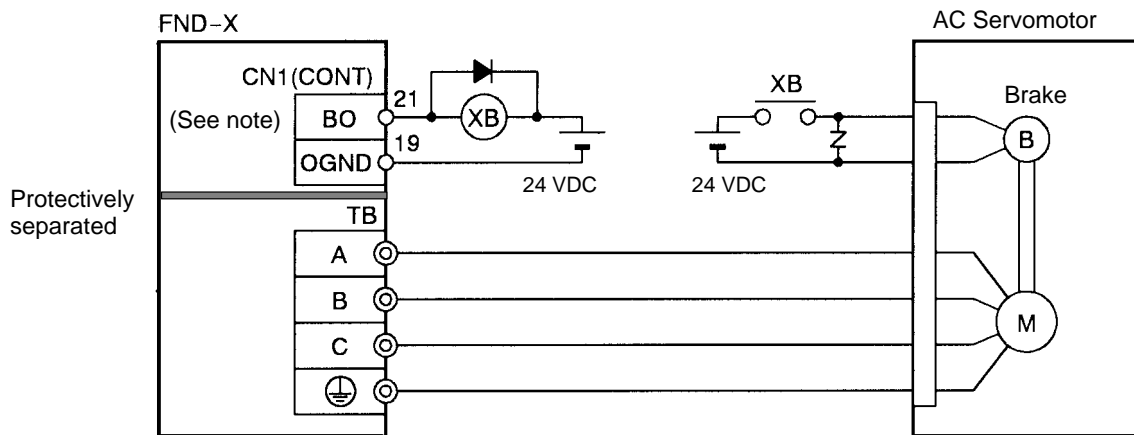 FND-X
AC Servomotor
CN1(CONT)
(See note)
BO
21
XB
OGND
19
24 VDC
XB
24 VDC
Brake
B
Protectively
separated
TB
A
B
C
M